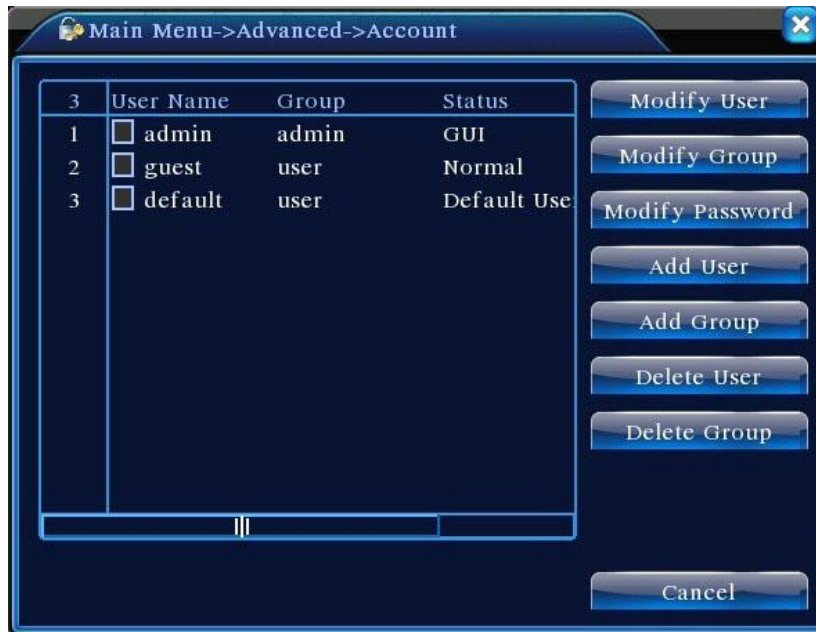 Main Menu->Advanced->Account
3 User Name Group Status
1 admin admin GUI
2 guest user Normal
3 default user Default Use
Modify User
Modify Group
Modify Password
Add User
Add Group
Delete User
Delete Group
Cancel